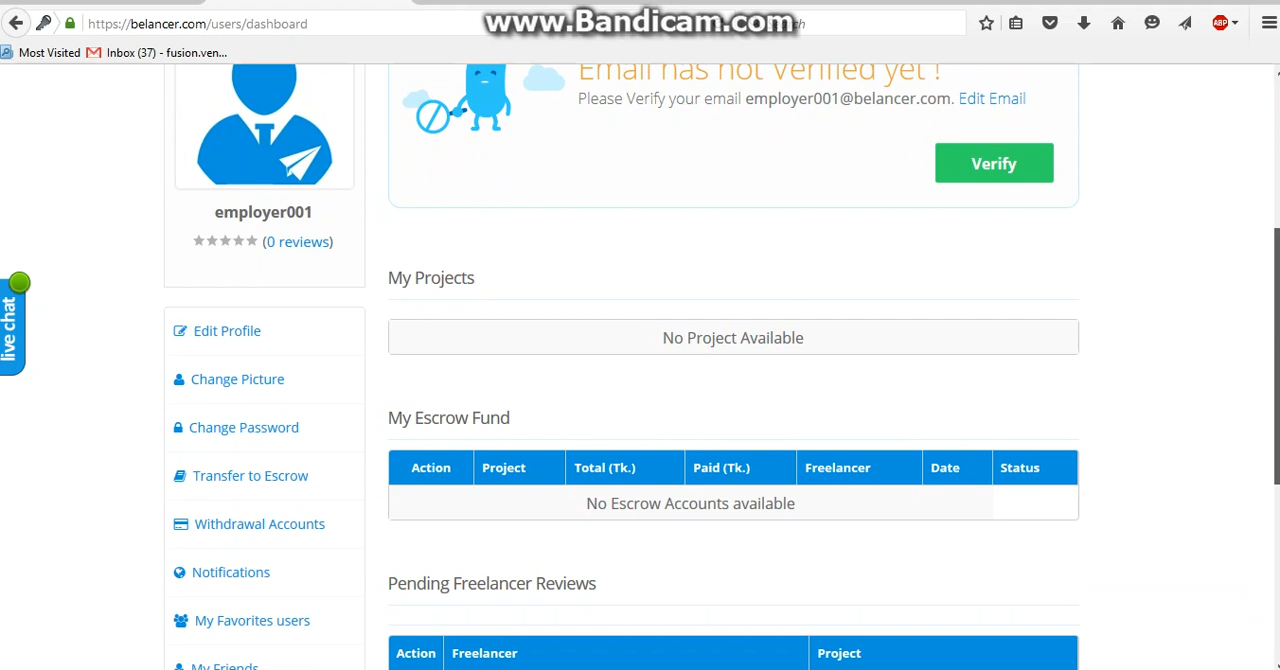 https://belancer.com/users/dashboard
www.Bandicam.com
ABP
Most Visited
Inbox (37) - fusion.ven...
Email has not Verified yet !
Please Verify your email employer001@belancer.com. Edit Email
Verify
employer001
(0 reviews)
live chat
Edit Profile
Change Picture
Change Password
Transfer to Escrow
Withdrawal Accounts
Notifications
My Favorites users
My Friends
My Projects
No Project Available
My Escrow Fund
Action Project Total (Tk.) Paid (Tk.) Freelancer Date Status
No Escrow Accounts available
Pending Freelancer Reviews
Action Freelancer Project